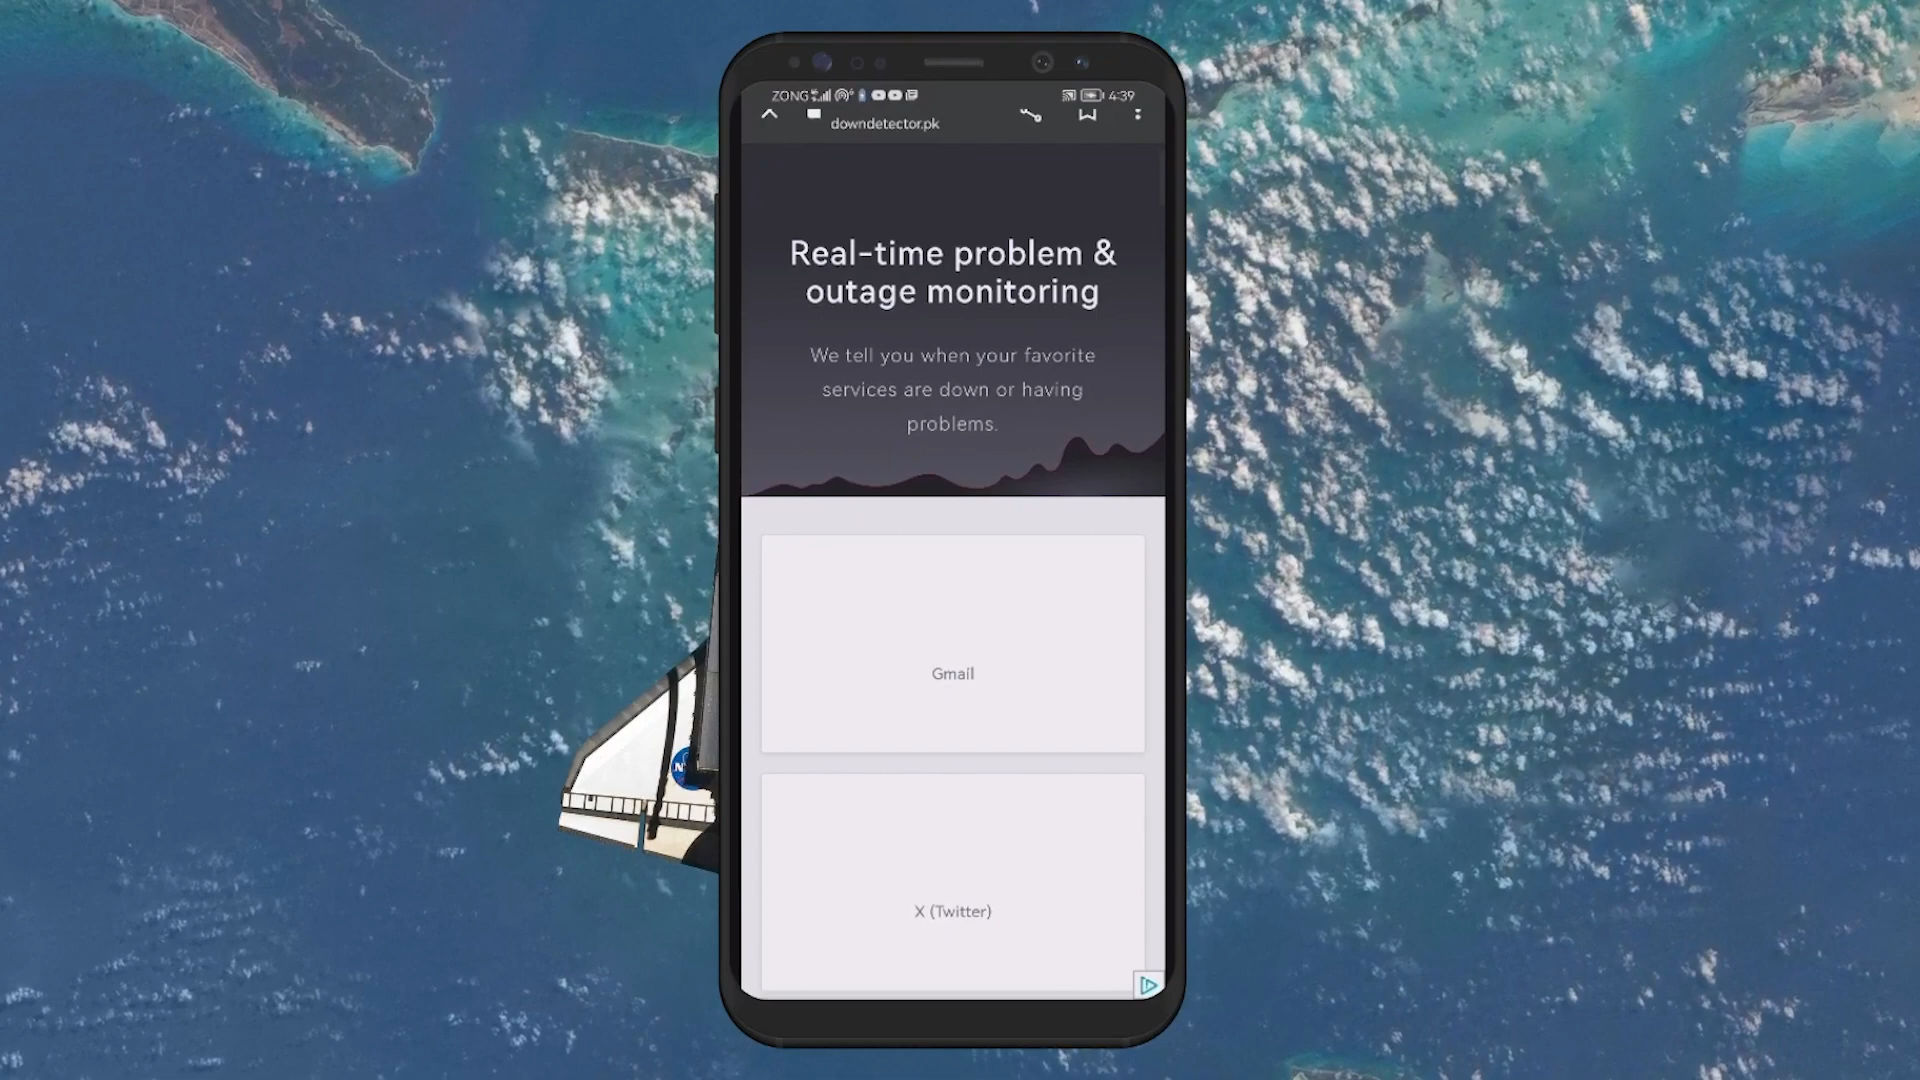 ZONG
4:39
downdetector.pk
Real-time problem &
outage monitoring
We tell you when your favorite
services are down or having
problems.
Gmail
X (Twitter)